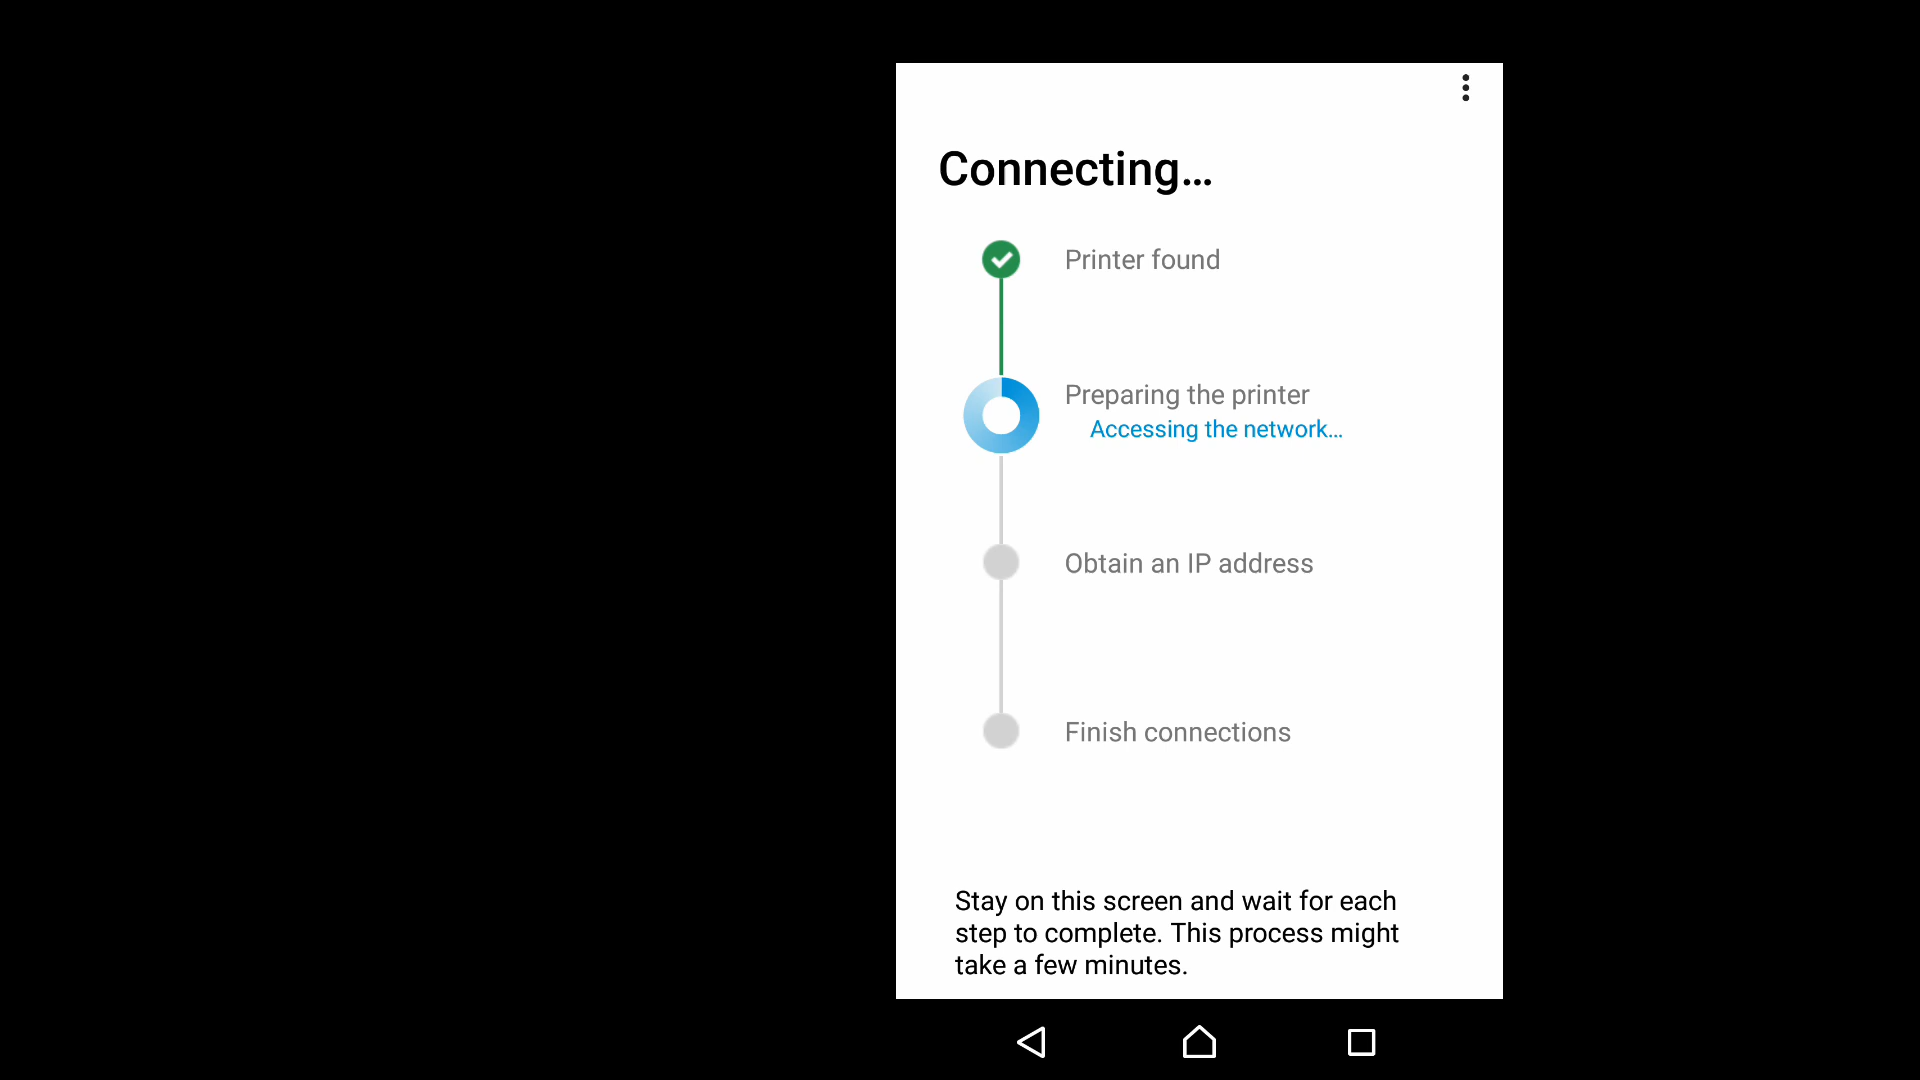 Connecting...
Printer found
Preparing the printer
Accessing the network...
Obtain an IP address
Finish connections
Stay on this screen and wait for each
step to complete. This process might
take a few minutes.